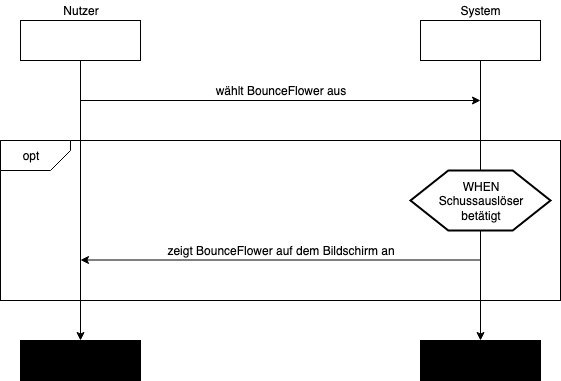 Nutzer
System
wählt BounceFlower aus
opt
WHEN
Schussauslöser
betätigt
zeigt BounceFlower auf dem Bildschirm an